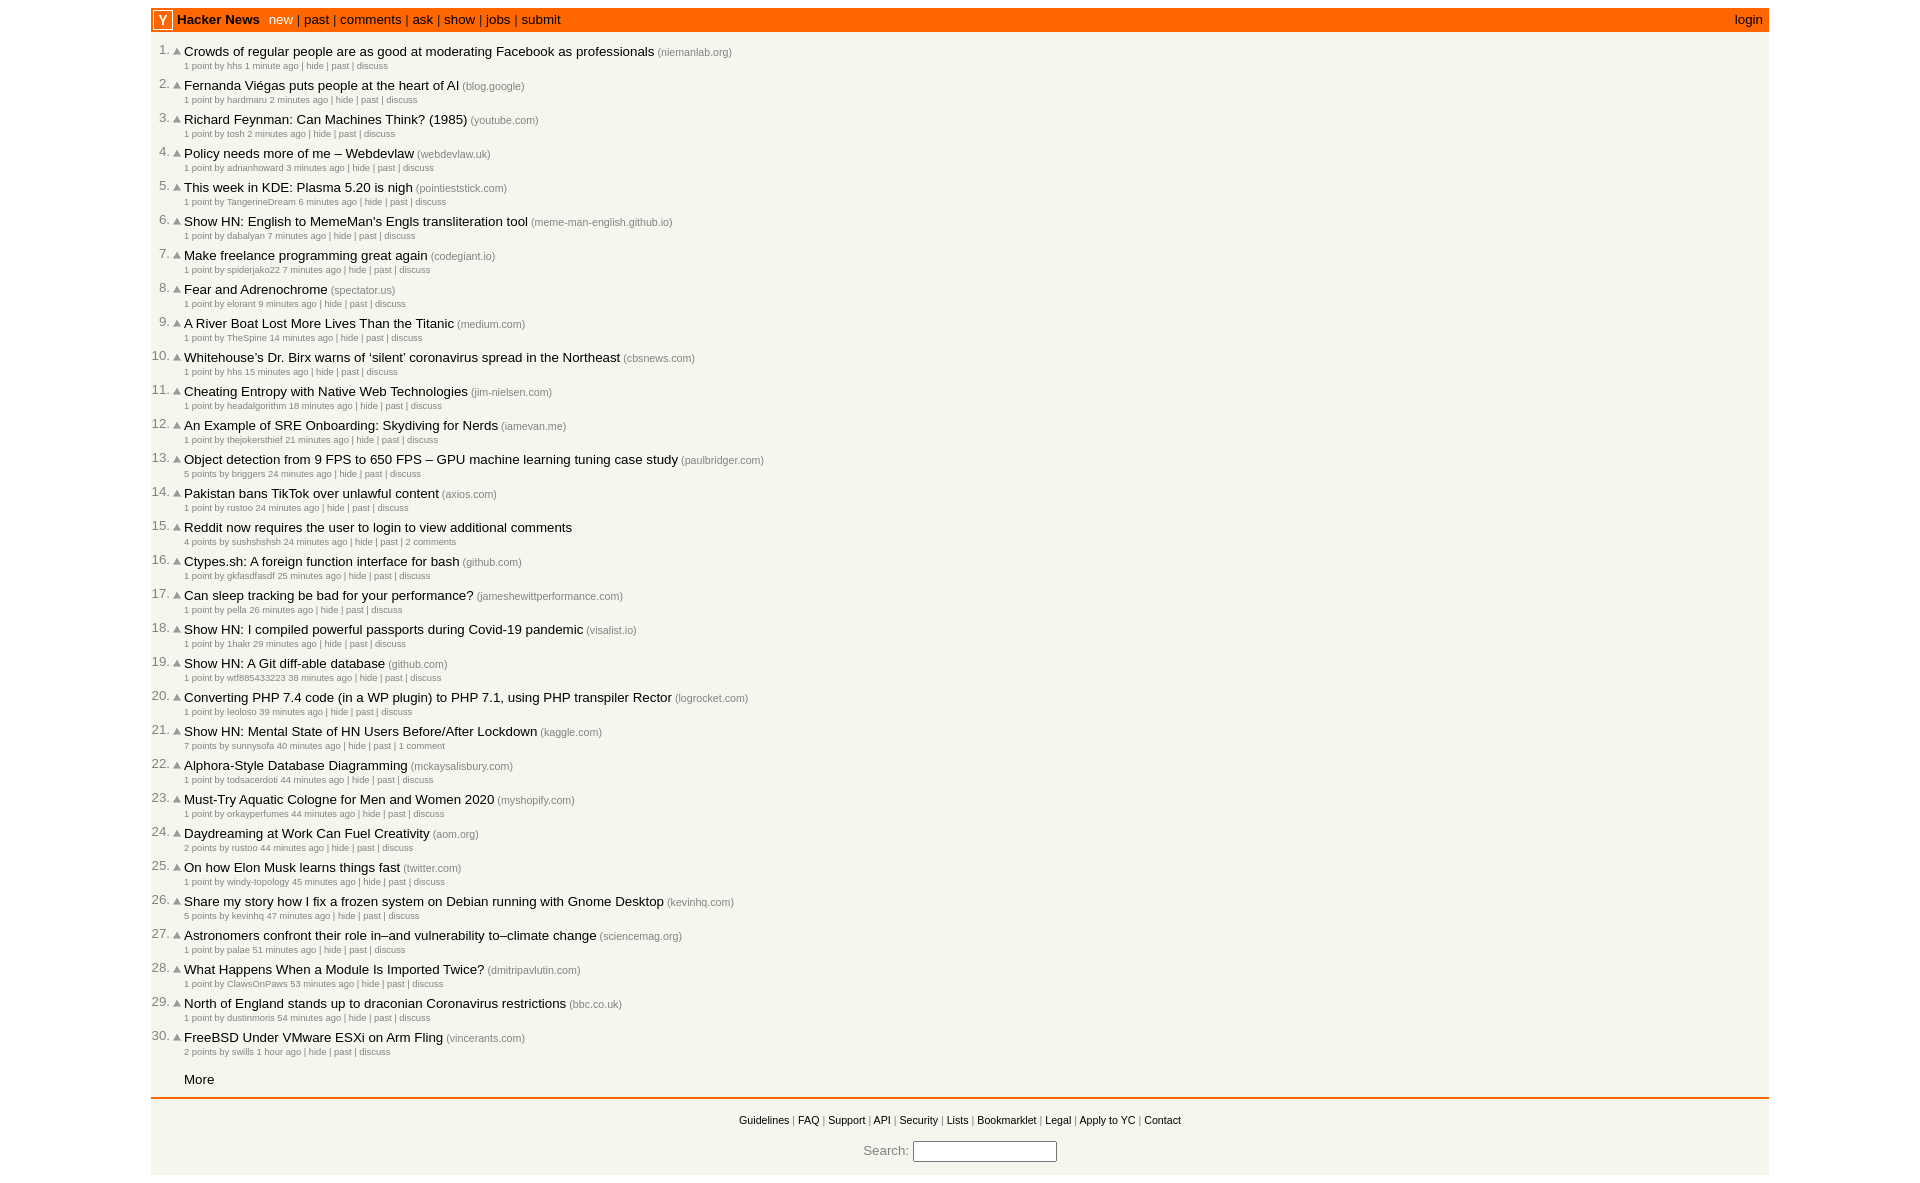 Y Hacker News new | past | comments | ask | show | jobs | submit login
1. Crowds of regular people are as good at moderating Facebook as professionals (niemanlab.org)
1 point by hhs 1 minute ago | hide | past | discuss
2. Fernanda Viégas puts people at the heart of AI (blog.google)
1 point by hardmaru 2 minutes ago | hide | past | discuss
3. Richard Feynman: Can Machines Think? (1985) (youtube.com)
1 point by tosh 2 minutes ago | hide | past | discuss
4. Policy needs more of me – Webdevlaw (webdevlaw.uk)
1 point by adrianhoward 3 minutes ago | hide | past | discuss
5. This week in KDE: Plasma 5.20 is nigh (pointieststick.com)
1 point by TangerineDream 6 minutes ago | hide | past | discuss
6. Show HN: English to MemeMan's Engls transliteration tool (meme-man-english.github.io)
1 point by dabalyan 7 minutes ago | hide | past | discuss
7. Make freelance programming great again (codegiant.io)
1 point by spiderjako22 7 minutes ago | hide | past | discuss
8. Fear and Adrenochrome (spectator.us)
1 point by elorant 9 minutes ago | hide | past | discuss
9. A River Boat Lost More Lives Than the Titanic (medium.com)
1 point by TheSpine 14 minutes ago | hide | past | discuss
10. Whitehouse’s Dr. Birx warns of ‘silent’ coronavirus spread in the Northeast (cbsnews.com)
1 point by hhs 15 minutes ago | hide | past | discuss
11. Cheating Entropy with Native Web Technologies (jim-nielsen.com)
1 point by headalgorithm 18 minutes ago | hide | past | discuss
12. An Example of SRE Onboarding: Skydiving for Nerds (iamevan.me)
1 point by thejokersthief 21 minutes ago | hide | past | discuss
13. Object detection from 9 FPS to 650 FPS – GPU machine learning tuning case study (paulbridger.com)
5 points by briggers 24 minutes ago | hide | past | discuss
14. Pakistan bans TikTok over unlawful content (axios.com)
1 point by rustoo 24 minutes ago | hide | past | discuss
15. Reddit now requires the user to login to view additional comments
4 points by sushshshsh 24 minutes ago | hide | past | 2 comments
16. Ctypes.sh: A foreign function interface for bash (github.com)
1 point by gkfasdfasdf 25 minutes ago | hide | past | discuss
17. Can sleep tracking be bad for your performance? (jameshewittperformance.com)
1 point by pella 26 minutes ago | hide | past | discuss
18. Show HN: I compiled powerful passports during Covid-19 pandemic (visalist.io)
1 point by 1hakr 29 minutes ago | hide | past | discuss
19. Show HN: A Git diff-able database (github.com)
1 point by wtf885433223 38 minutes ago | hide | past | discuss
20. Converting PHP 7.4 code (in a WP plugin) to PHP 7.1, using PHP transpiler Rector (logrocket.com)
1 point by leoloso 39 minutes ago | hide | past | discuss
21. Show HN: Mental State of HN Users Before/After Lockdown (kaggle.com)
7 points by sunnysofa 40 minutes ago | hide | past | 1 comment
22. Alphora-Style Database Diagramming (mckaysalisbury.com)
1 point by todsacerdoti 44 minutes ago | hide | past | discuss
23. Must-Try Aquatic Cologne for Men and Women 2020 (myshopify.com)
1 point by orkayperfumes 44 minutes ago | hide | past | discuss
24. Daydreaming at Work Can Fuel Creativity (aom.org)
2 points by rustoo 44 minutes ago | hide | past | discuss
25. On how Elon Musk learns things fast (twitter.com)
1 point by windy-topology 45 minutes ago | hide | past | discuss
26. Share my story how I fix a frozen system on Debian running with Gnome Desktop (kevinhq.com)
5 points by kevinhq 47 minutes ago | hide | past | discuss
27. Astronomers confront their role in–and vulnerability to–climate change (sciencemag.org)
1 point by palae 51 minutes ago | hide | past | discuss
28. What Happens When a Module Is Imported Twice? (dmitripavlutin.com)
1 point by ClawsOnPaws 53 minutes ago | hide | past | discuss
29. North of England stands up to draconian Coronavirus restrictions (bbc.co.uk)
1 point by dustinmoris 54 minutes ago | hide | past | discuss
30. FreeBSD Under VMware ESXi on Arm Fling (vincerants.com)
2 points by swills 1 hour ago | hide | past | discuss
More
Guidelines | FAQ | Support | API | Security | Lists | Bookmarklet | Legal | Apply to YC | Contact
Search: